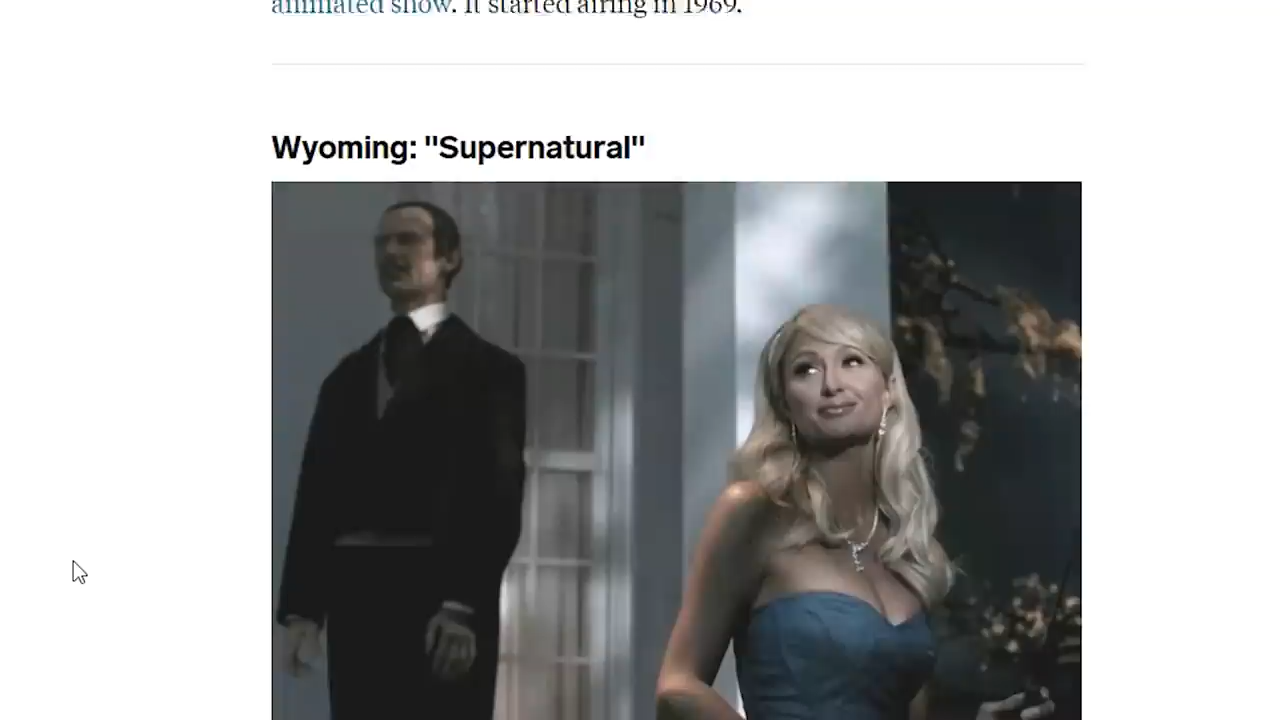 animated show. It started airing in 1969.
Wyoming: "Supernatural"